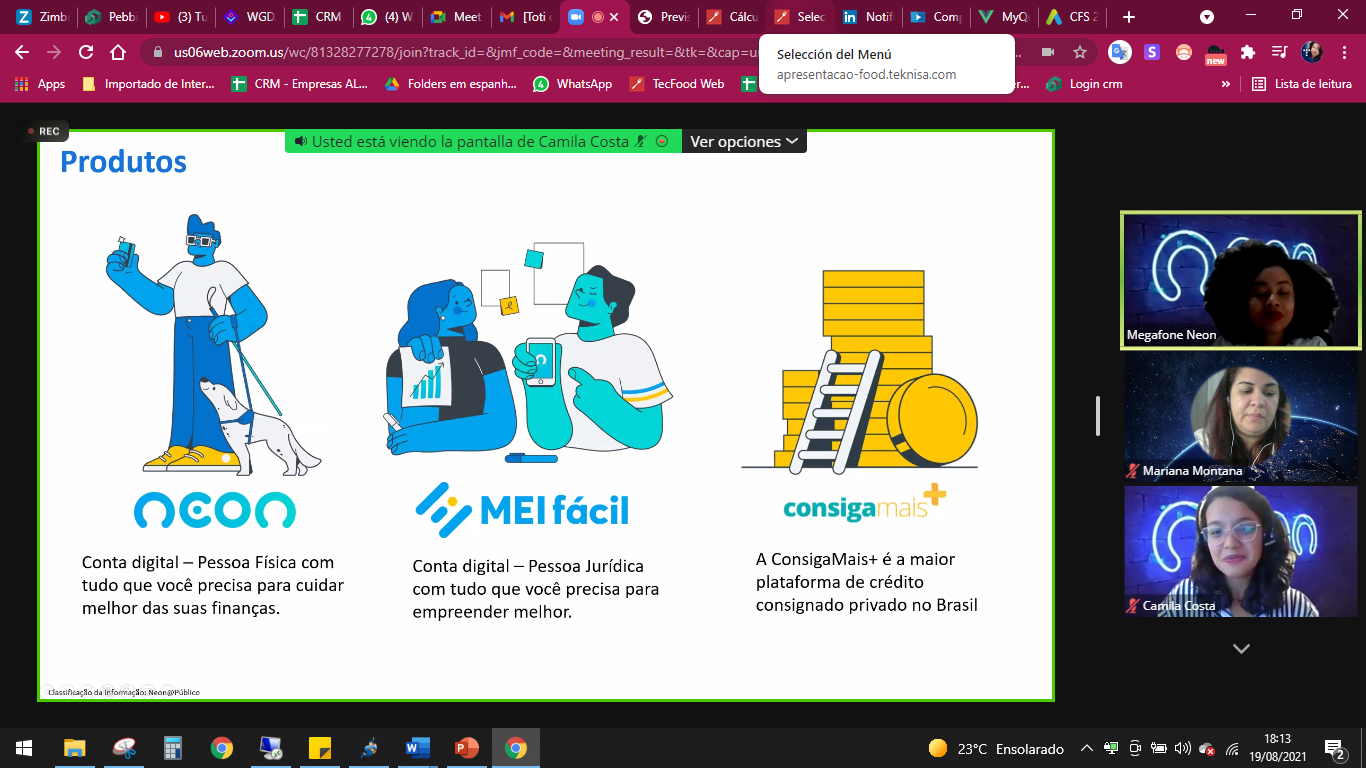 Zimb
Pebbl
(3) Tu
WGD
CRM
(4) W
Meet
[Toti e
Previs
Cálcu
Selec
Notifi
Comp
MyQu
CFS 2
us06web.zoom.us/wc/81328277278/join?track_id=&jmf_code=&meeting_result=&tk=&cap=u
Selección del Menú
apresentacao-food.teknisa.com
new
Apps
Importado de Inter...
CRM - Empresas AL...
Folders em espanh...
WhatsApp
TecFood Web
er...
Login crm
»
Lista de leitura
REC
Usted está viendo la pantalla de Camila Costa
Ver opciones
Produtos
neon
MEI fácil
consigamais+
Conta digital – Pessoa Física com
tudo que você precisa para cuidar
melhor das suas finanças.
Conta digital – Pessoa Jurídica
com tudo que você precisa para
empreender melhor.
A ConsigaMais+ é a maior
plataforma de crédito
consignado privado no Brasil
Classificação da Informação: Neon@Público
Megafone Neon
Mariana Montana
Camila Costa
23°C Ensolarado
18:13
19/08/2021
2